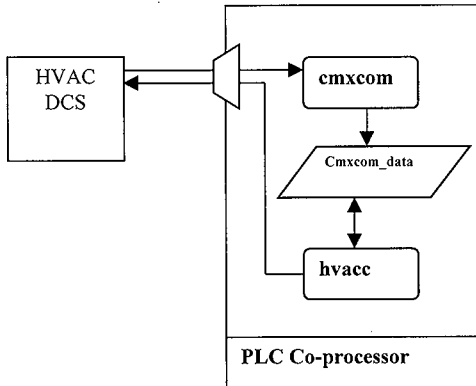 HVAC
DCS
cmxcom
Cmxcom_data
hvacc
PLC Co-processor